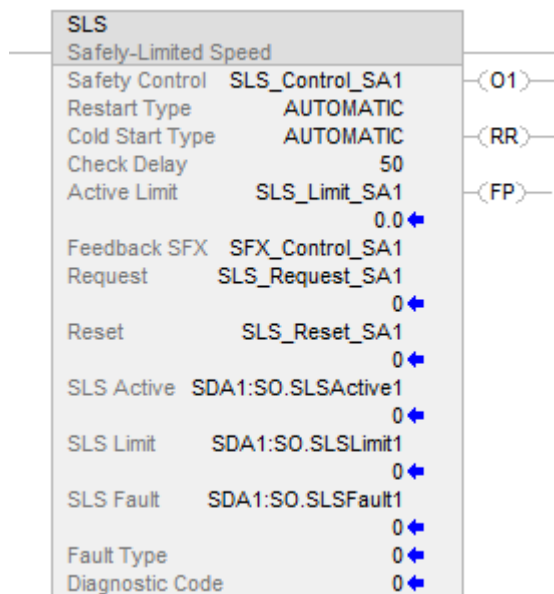 SLS
Safely-Limited Speed
Safety Control SLS_Control_SA1 O1
Restart Type AUTOMATIC
Cold Start Type AUTOMATIC RR
Check Delay 50
Active Limit SLS_Limit_SA1 FP
0.0
Feedback SFX SFX_Control_SA1
Request SLS_Request_SA1
0
Reset SLS_Reset_SA1
0
SLS Active SDA1:SO.SLSActive1
0
SLS Limit SDA1:SO.SLSLimit1
0
SLS Fault SDA1:SO.SLSFault1
0
Fault Type 0
Diagnostic Code 0